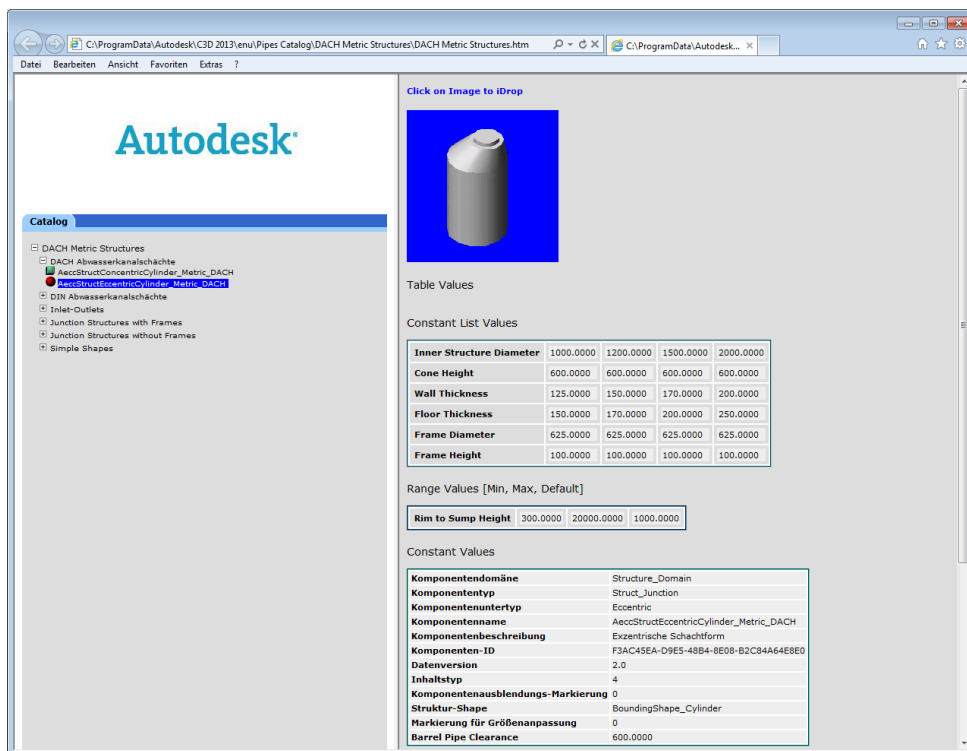 C:\ProgramData\Autodesk\C3D 2013\enu\Pipes Catalog\DACH Metric Structures\DACH Metric Structures.htm
C:\ProgramData\Autodesk...
Datei Bearbeiten Ansicht Favoriten Extras ?
Autodesk
Catalog
DACH Metric Structures
DACH Abwasserkanalschächte
AeccStructConcentricCylinder_Metric_DACH
AeccStructEccentricCylinder_Metric_DACH
DIN Abwasserkanalschächte
Inlet-Outlets
Junction Structures with Frames
Junction Structures without Frames
Simple Shapes
Click on Image to iDrop
Table Values
Constant List Values
Inner Structure Diameter 1000.0000 1200.0000 1500.0000 2000.0000
Cone Height 600.0000 600.0000 600.0000 600.0000
Wall Thickness 125.0000 150.0000 170.0000 200.0000
Floor Thickness 150.0000 170.0000 200.0000 250.0000
Frame Diameter 625.0000 625.0000 625.0000 625.0000
Frame Height 100.0000 100.0000 100.0000 100.0000
Range Values [Min, Max, Default]
Rim to Sump Height 300.0000 20000.0000 1000.0000
Constant Values
Komponentendomäne Structure_Domain
Komponententyp Struct_Junction
Komponentenuntertyp Eccentric
Komponentenname AeccStructEccentricCylinder_Metric_DACH
Komponentenbeschreibung Exzentrische Schachtform
Komponenten-ID F3AC45EA-D9E5-48B4-8E08-B2C84A64E8E0
Datenversion 2.0
Inhaltstyp 4
Komponentenausblendungs-Markierung 0
Struktur-Shape BoundingShape_Cylinder
Markierung für Größenanpassung 0
Barrel Pipe Clearance 600.0000